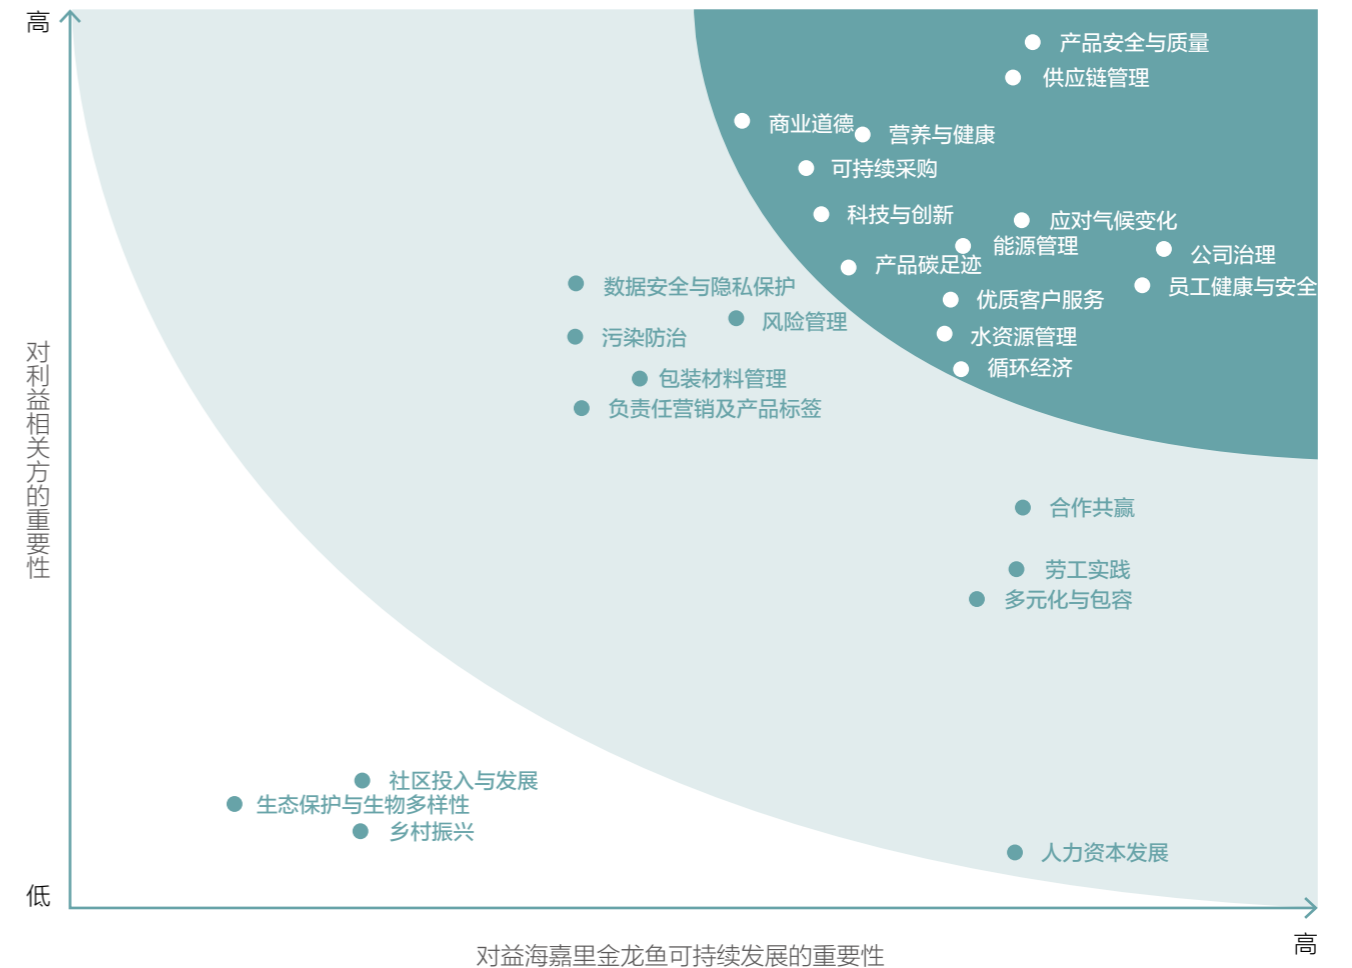 高
产品安全与质量
供应链管理
商业道德
营养与健康
可持续采购
科技与创新
应对气候变化
能源管理
公司治理
产品碳足迹
员工健康与安全
数据安全与隐私保护
优质客户服务
风险管理
污染防治
水资源管理
循环经济
包装材料管理
负责任营销及产品标签
对利益相关方的重要性
合作共赢
劳工实践
多元化与包容
社区投入与发展
生态保护与生物多样性
乡村振兴
人力资本发展
低
高
对益海嘉里金龙鱼可持续发展的重要性